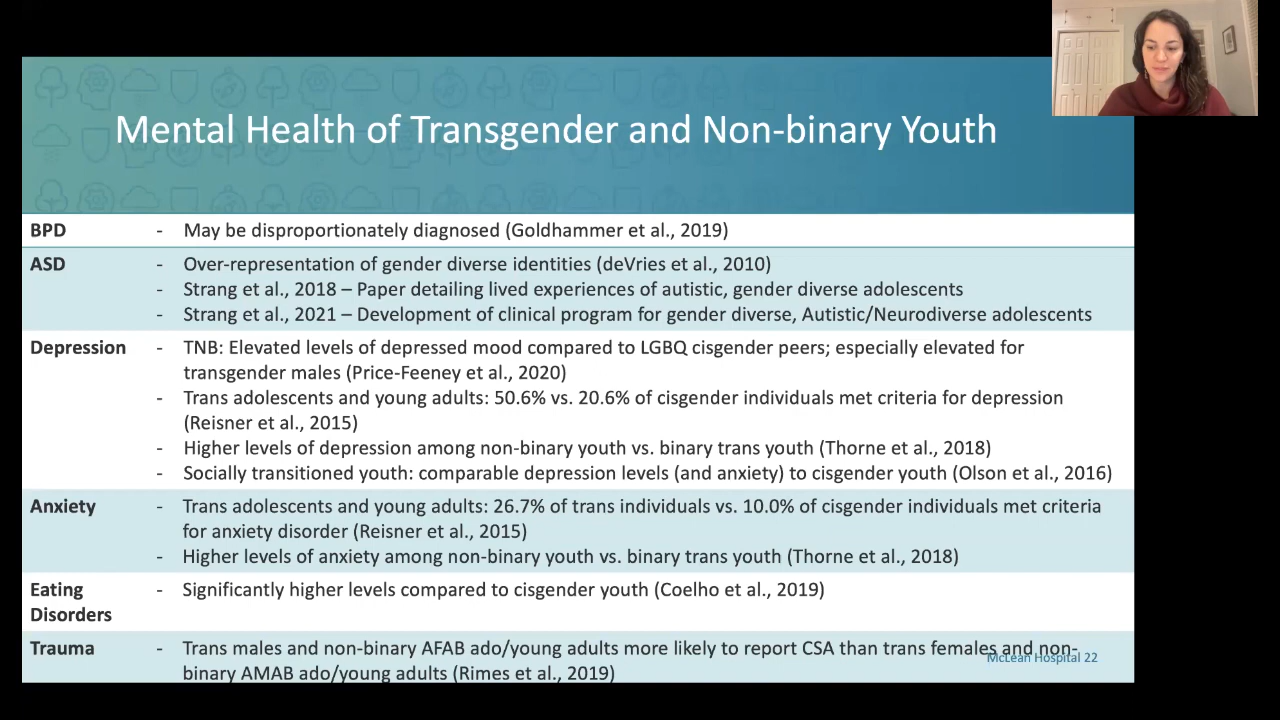 Mental Health of Transgender and Non-binary Youth
BPD - May be disproportionately diagnosed (Goldhammer et al., 2019)
ASD - Over-representation of gender diverse identities (deVries et al., 2010)
- Strang et al., 2018 – Paper detailing lived experiences of autistic, gender diverse adolescents
- Strang et al., 2021 – Development of clinical program for gender diverse, Autistic/Neurodiverse adolescents
Depression - TNB: Elevated levels of depressed mood compared to LGBQ cisgender peers; especially elevated for
transgender males (Price-Feeney et al., 2020)
- Trans adolescents and young adults: 50.6% vs. 20.6% of cisgender individuals met criteria for depression
(Reisner et al., 2015)
- Higher levels of depression among non-binary youth vs. binary trans youth (Thorne et al., 2018)
- Socially transitioned youth: comparable depression levels (and anxiety) to cisgender youth (Olson et al., 2016)
Anxiety - Trans adolescents and young adults: 26.7% of trans individuals vs. 10.0% of cisgender individuals met criteria
for anxiety disorder (Reisner et al., 2015)
- Higher levels of anxiety among non-binary youth vs. binary trans youth (Thorne et al., 2018)
Eating - Significantly higher levels compared to cisgender youth (Coelho et al., 2019)
Disorders
Trauma - Trans males and non-binary AFAB ado/young adults more likely to report CSA than trans females and non-
binary AMAB ado/young adults (Rimes et al., 2019)
McLean Hospital 22